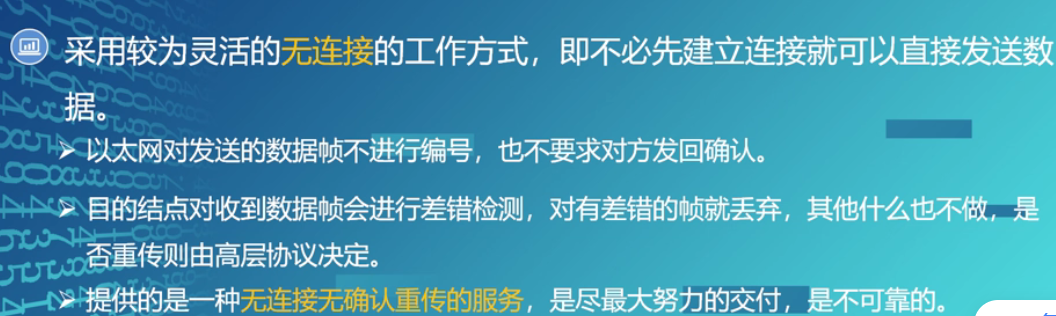 采用较为灵活的无连接的工作方式，即不必先建立连接就可以直接发送数
据。
➢ 以太网对发送的数据帧不进行编号，也不要求对方发回确认。
➢ 目的结点对收到数据帧会进行差错检测，对有差错的帧就丢弃，其他什么也不做，是
否重传则由高层协议决定。
➢ 提供的是一种无连接无确认重传的服务，是尽最大努力的交付，是不可靠的。